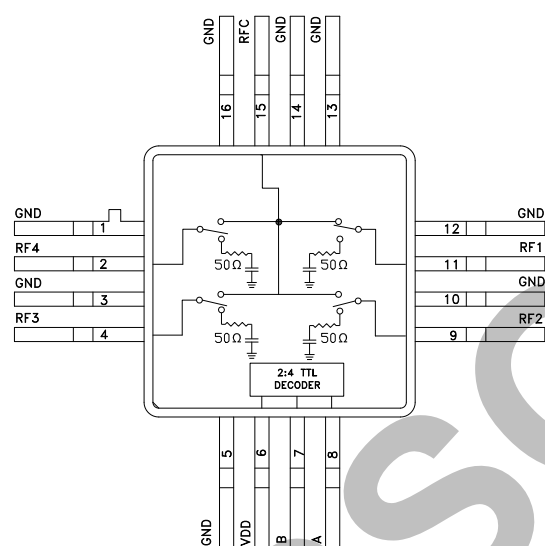 GND
RFC
GND
GND
16
15
14
13
GND
1
RF4
2
GND
3
RF3
4
GND
12
RF1
11
GND
10
RF2
9
50Ω
50Ω
50Ω
50Ω
2:4 TTL
DECODER
5
6
7
8
GND
VDD
B
A